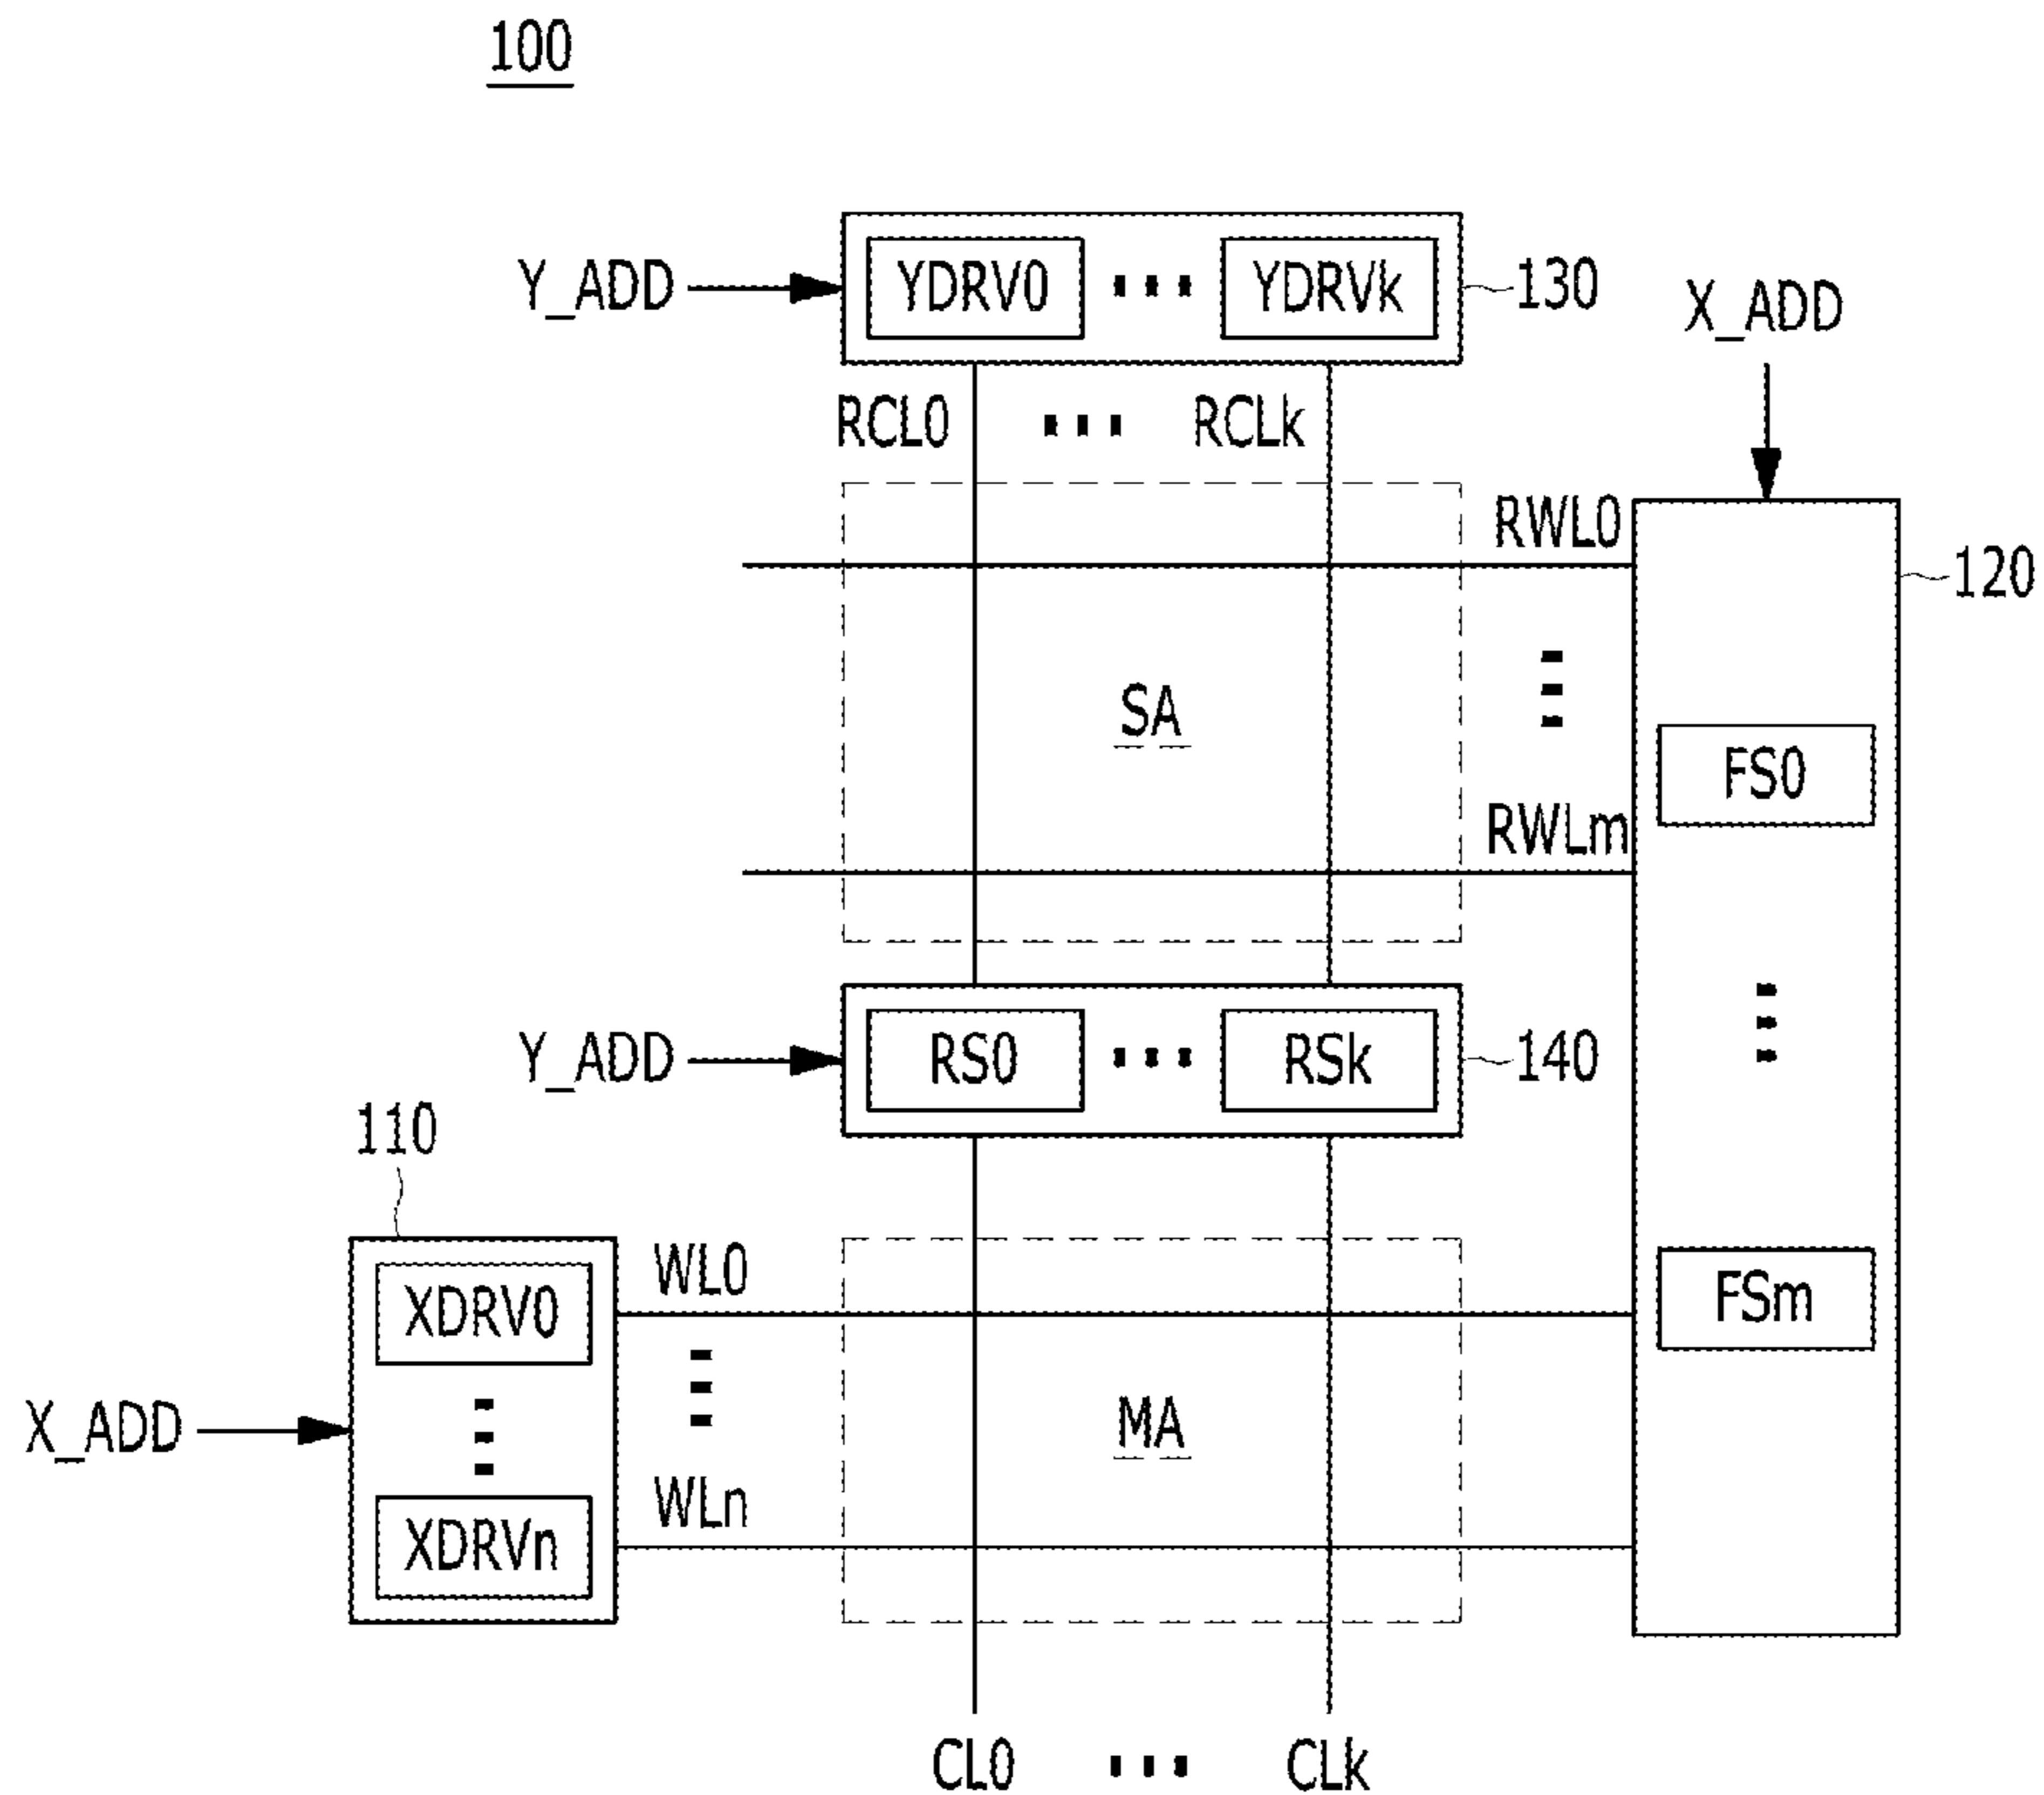 100
Y_ADD YDRV0 ... YDRVk 130
X_ADD
RCL0 ... RCLk
RWL0
120
SA
FS0
RWLm
Y_ADD RS0 ... RSk 140
110
WL0
XDRV0
FSm
X_ADD
MA
WLn
XDRVn
CL0 ... CLk